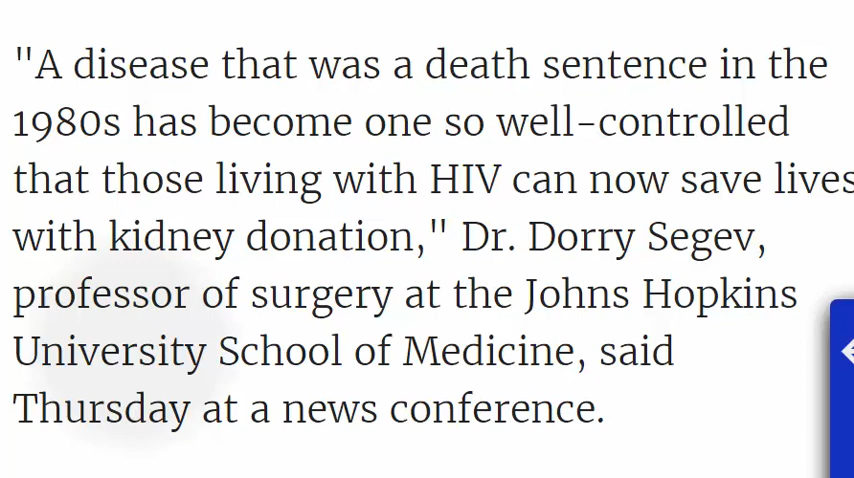 "A disease that was a death sentence in the
1980s has become one so well-controlled
that those living with HIV can now save lives
with kidney donation," Dr. Dorry Segev,
professor of surgery at the Johns Hopkins
University School of Medicine, said
Thursday at a news conference.